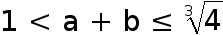 1 < a + b ≤ ∛4